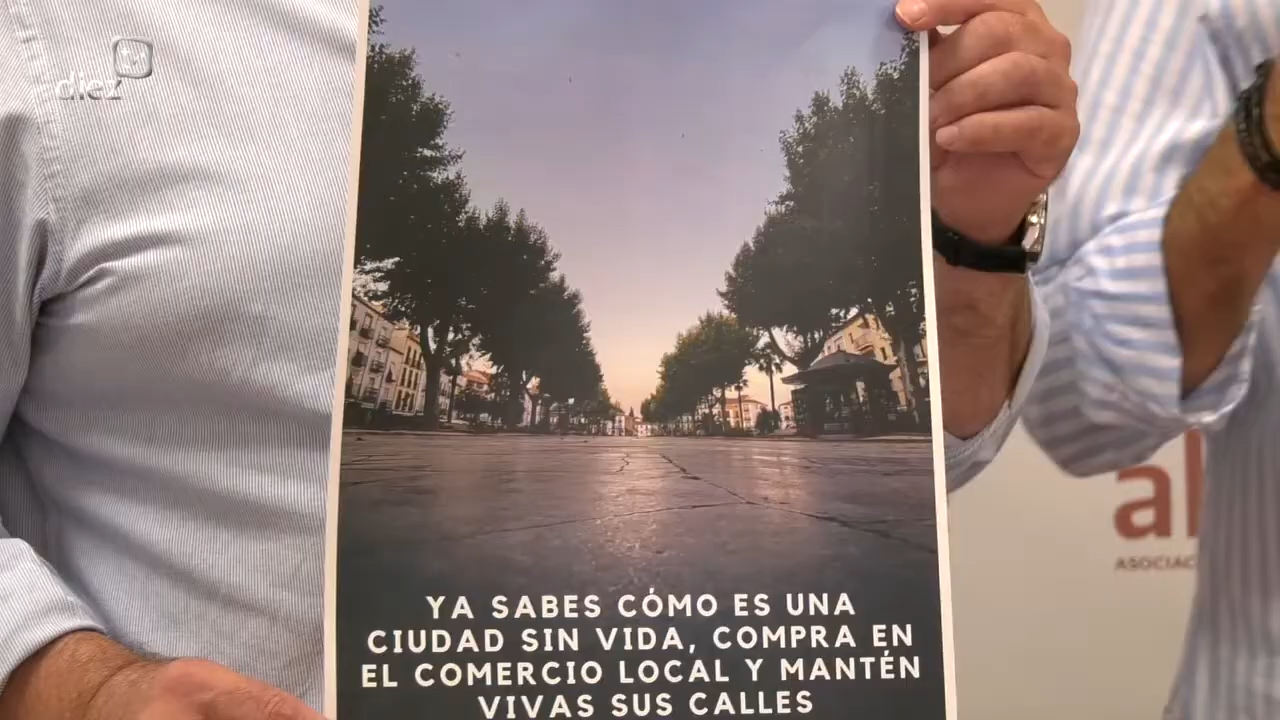 diez
YA SABES CÓMO ES UNA
CIUDAD SIN VIDA, COMPRA EN
EL COMERCIO LOCAL Y MANTÉN
VIVAS SUS CALLES